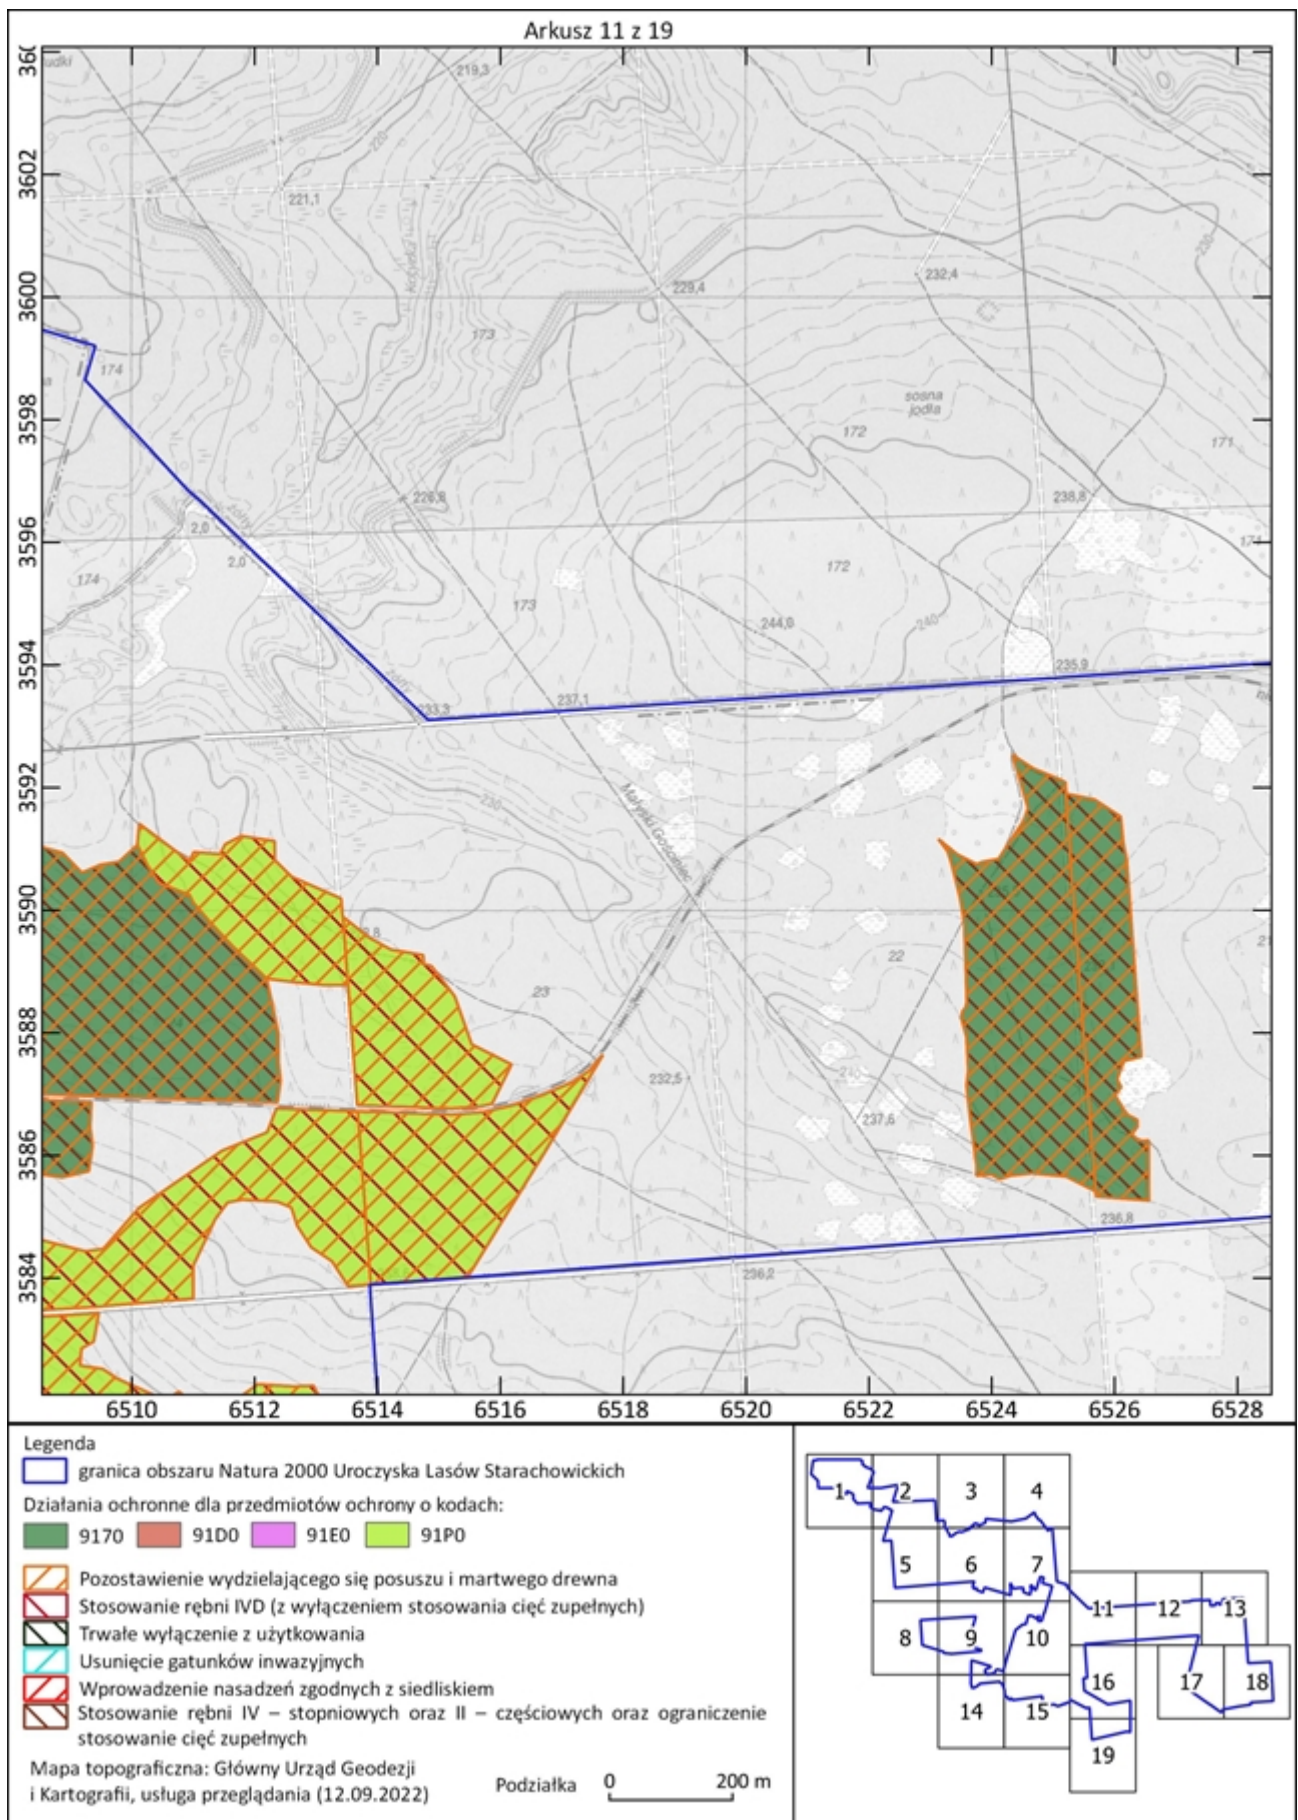 Arkusz 11 z 19
360
3602
3600
3598
3596
3594
3592
3590
3588
3586
3584
udki
219,3
220
221,1
230
232,4
229,4
173
174
sosna
jodła
172
171
226,8
238,8
2,0
2,0
171
174
172
173
244,0
240
235,9
237,1
233,3
230
Małyski Gościniec
22
23
232,5
240
237,6
236,8
236,2
6510
6512
6514
6516
6518
6520
6522
6524
6526
6528
Legenda
granica obszaru Natura 2000 Uroczyska Lasów Starachowickich
Działania ochronne dla przedmiotów ochrony o kodach:
9170 91D0 91E0 91P0
Pozostawienie wydzielającego się posuszu i martwego drewna
Stosowanie rębni IVD (z wyłączeniem stosowania cięć zupełnych)
Trwałe wyłączenie z użytkowania
Usunięcie gatunków inwazyjnych
Wprowadzenie nasadzeń zgodnych z siedliskiem
Stosowanie rębni IV – stopniowych oraz II – częściowych oraz ograniczenie
stosowanie cięć zupełnych
Mapa topograficzna: Główny Urząd Geodezji
i Kartografii, usługa przeglądania (12.09.2022)
Podziałka 0 200 m
1 2 3 4
5 6 7
11 12 13
8 9 10
16 17 18
14 15
19